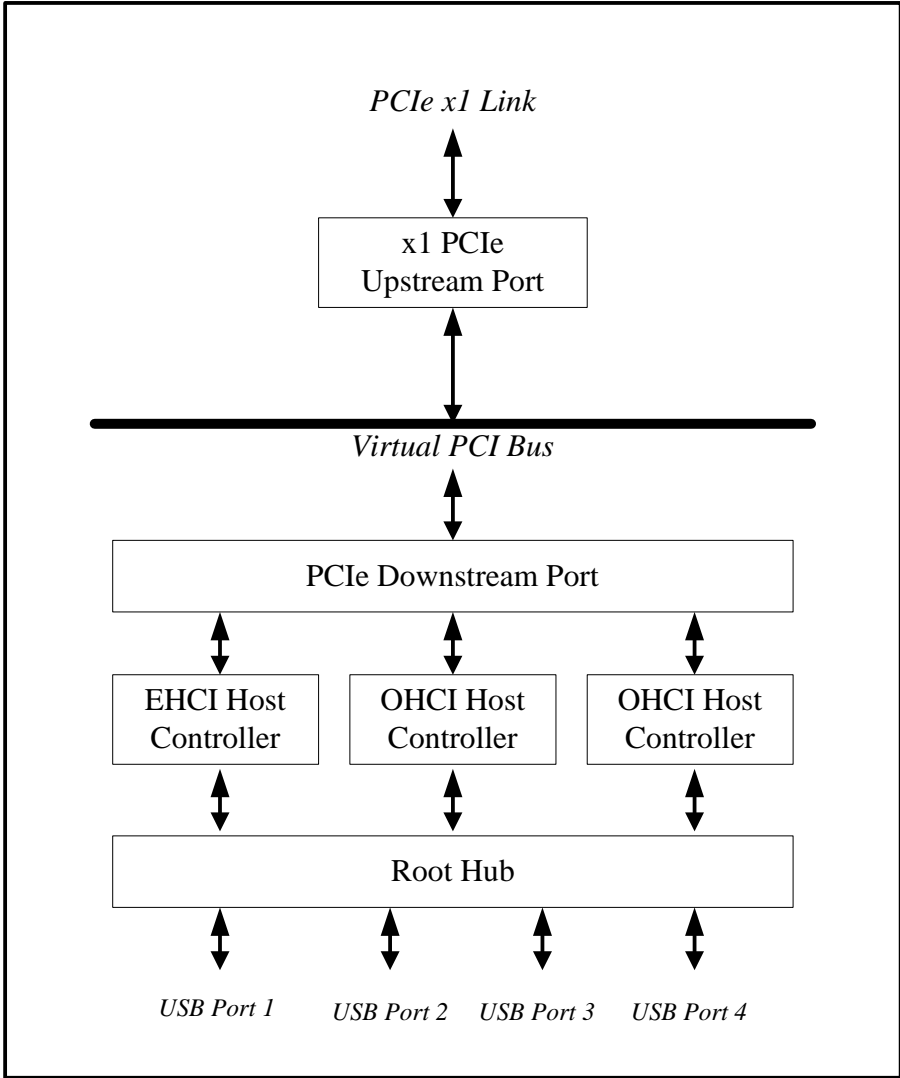 PCIe x1 Link
x1 PCIe
Upstream Port
Virtual PCI Bus
PCIe Downstream Port
EHCI Host
Controller
OHCI Host
Controller
OHCI Host
Controller
Root Hub
USB Port 1
USB Port 2
USB Port 3
USB Port 4